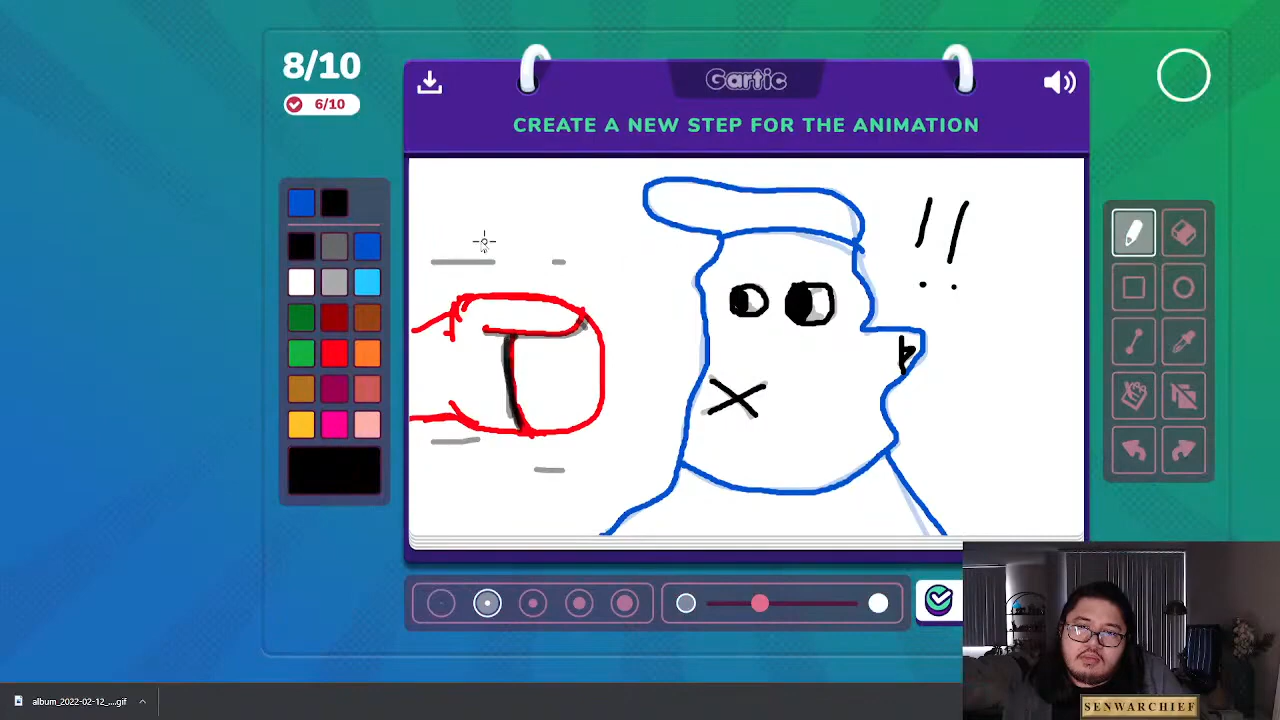 8/10
6/10
Gartic
CREATE A NEW STEP FOR THE ANIMATION
!!
album_2022-02-12_....gif
SENWARCHIEF